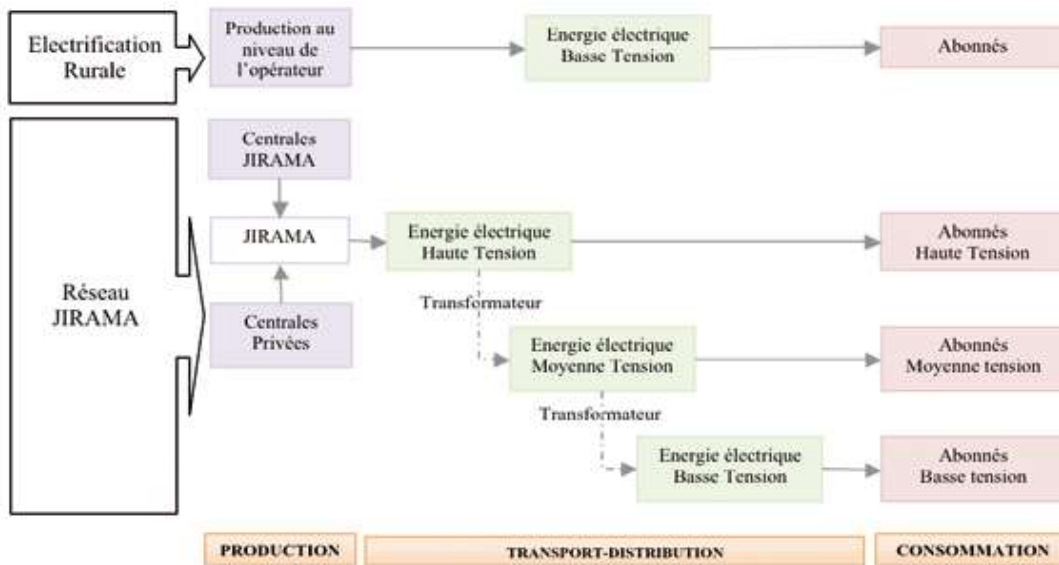 Electrification
Rurale
Production au
niveau de
l'opérateur
Energie électrique
Basse Tension
Abonnés
Réseau
JIRAMA
Centrales
JIRAMA
JIRAMA
Centrales
Privées
Energie électrique
Haute Tension
Abonnés
Haute Tension
Transformateur
Energie électrique
Moyenne Tension
Abonnés
Moyenne tension
Transformateur
Energie électrique
Basse Tension
Abonnés
Basse tension
PRODUCTION
TRANSPORT-DISTRIBUTION
CONSOMMATION